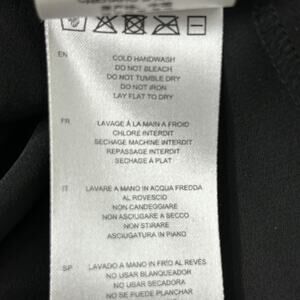 EN
COLD HANDWASH
DO NOT BLEACH
DO NOT TUMBLE DRY
DO NOT IRON
LAY FLAT TO DRY
FR
LAVAGE À LA MAIN A FROID
CHLORE INTERDIT
SECHAGE MACHINE INTERDIT
REPASSAGE INTERDIT
SECHAGE À PLAT
IT
LAVARE A MANO IN ACQUA FREDDA
AL ROVESCIO
NON CANDEGGIARE
NON ASCIUGARE A SECCO
NON STIRARE
ASCIUGATURA IN PIANO
SP
LAVADO A MANO IN FRIO AL REVÉS
NO USAR BLANQUEADOR
NO USAR SECADORA
NO SE PUEDE PLANCHAR